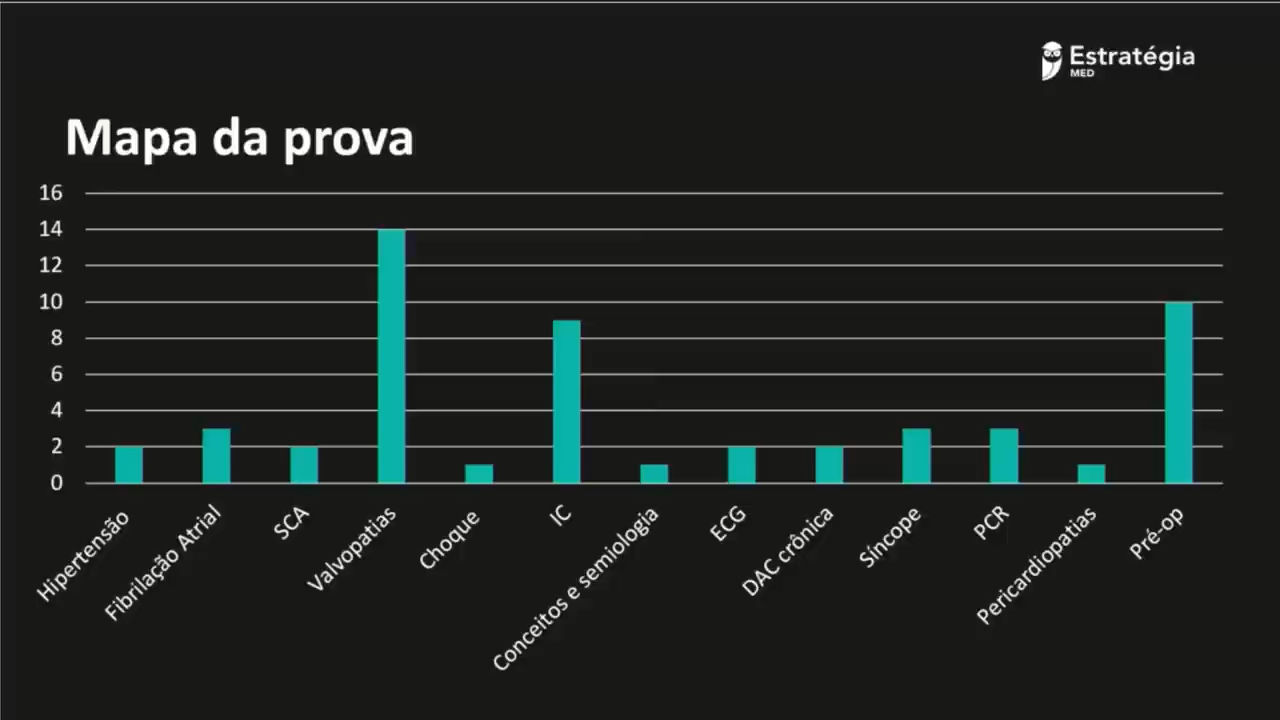 Estratégia
MED
Mapa da prova
16
14
12
10
8
6
4
2
0
Hipertensão
Fibrilação Atrial
SCA
Valvopatias
Choque
IC
Conceitos e semiologia
ECG
DAC crônica
Síncope
PCR
Pericardiopatias
Pré-op